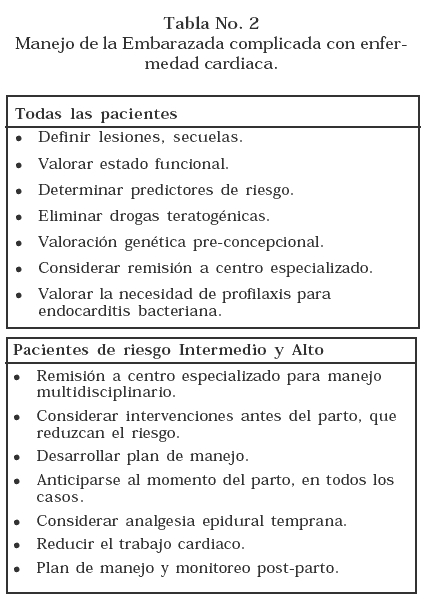 Tabla No. 2
Manejo de la Embarazada complicada con enfer-
medad cardiaca.
Todas las pacientes
• Definir lesiones, secuelas.
• Valorar estado funcional.
• Determinar predictores de riesgo.
• Eliminar drogas teratogénicas.
• Valoración genética pre-concepcional.
• Considerar remisión a centro especializado.
• Valorar la necesidad de profilaxis para
endocarditis bacteriana.
Pacientes de riesgo Intermedio y Alto
• Remisión a centro especializado para manejo
multidisciplinario.
• Considerar intervenciones antes del parto, que
reduzcan el riesgo.
• Desarrollar plan de manejo.
• Anticiparse al momento del parto, en todos los
casos.
• Considerar analgesia epidural temprana.
• Reducir el trabajo cardiaco.
• Plan de manejo y monitoreo post-parto.